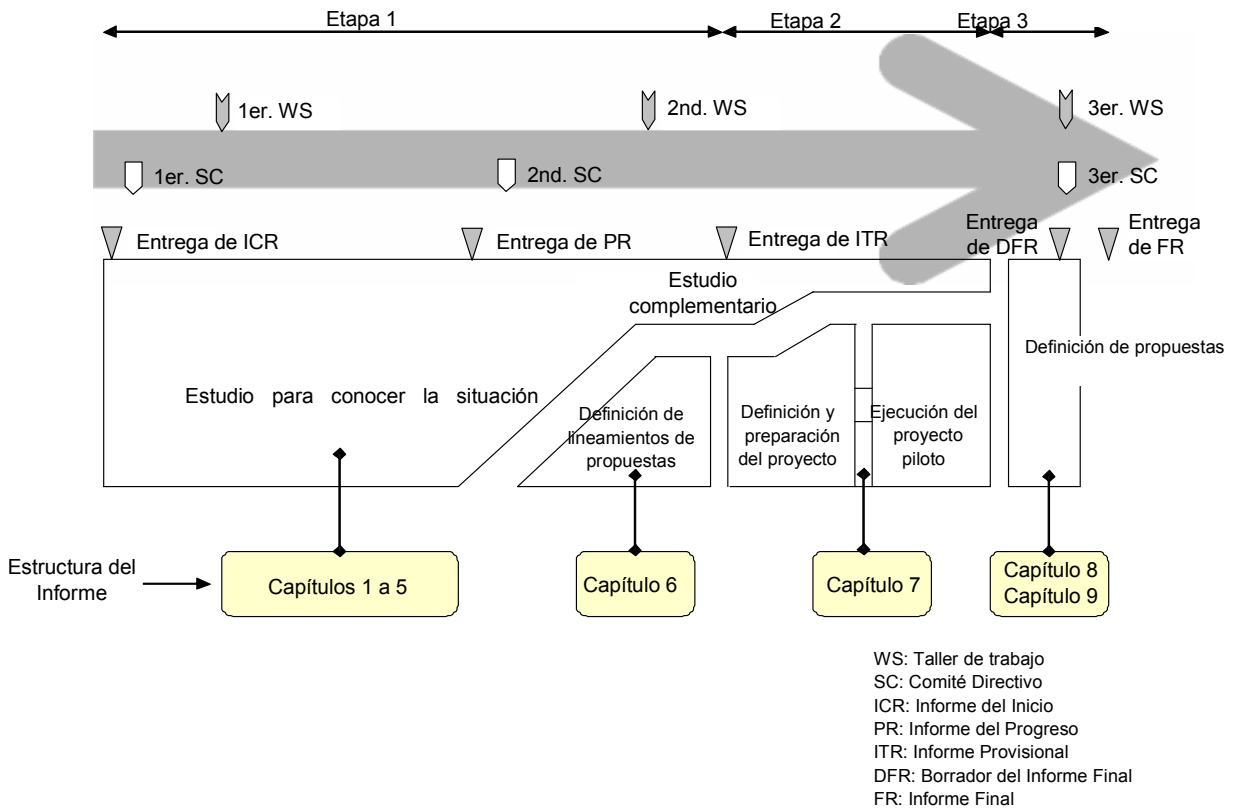 Etapa 1
Etapa 2
Etapa 3
1er. WS
2nd. WS
3er. WS
1er. SC
2nd. SC
3er. SC
Entrega de ICR
Entrega de PR
Entrega de ITR
Entrega
de DFR
Entrega
de FR
Estudio
complementario
Estudio para conocer la situación
Definición de
lineamientos de
propuestas
Definición y
preparación
del proyecto
Ejecución del
proyecto
piloto
Definición de propuestas
Estructura del
Informe
Capítulos 1 a 5
Capítulo 6
Capítulo 7
Capítulo 8
Capítulo 9
WS: Taller de trabajo
SC: Comité Directivo
ICR: Informe del Inicio
PR: Informe del Progreso
ITR: Informe Provisional
DFR: Borrador del Informe Final
FR: Informe Final